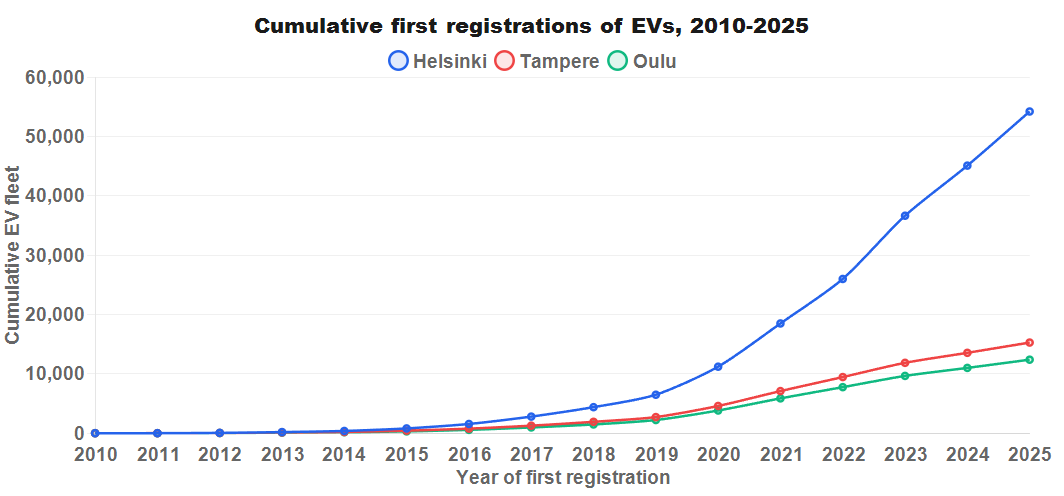 Cumulative first registrations of EVs, 2010-2025
Helsinki Tampere Oulu
60,000
50,000
40,000
30,000
20,000
10,000
0
Cumulative EV fleet
2010 2011 2012 2013 2014 2015 2016 2017 2018 2019 2020 2021 2022 2023 2024 2025
Year of first registration